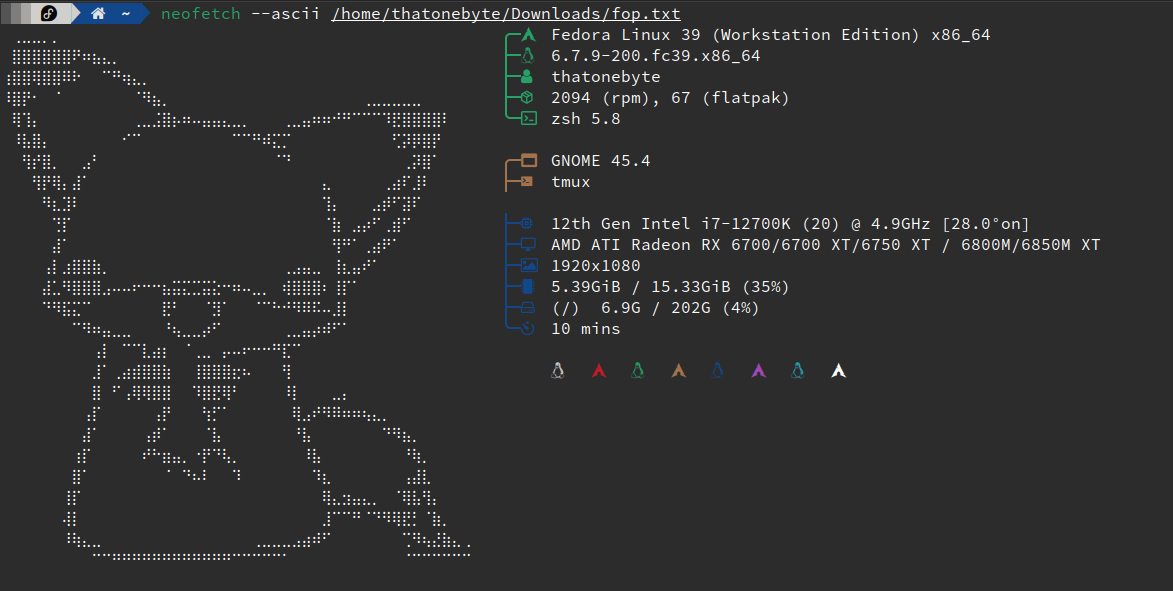 ~ neofetch --ascii /home/thatonebyte/Downloads/fop.txt
Fedora Linux 39 (Workstation Edition) x86_64
6.7.9-200.fc39.x86_64
thatonebyte
2094 (rpm), 67 (flatpak)
zsh 5.8
GNOME 45.4
tmux
12th Gen Intel i7-12700K (20) @ 4.9GHz [28.0°on]
AMD ATI Radeon RX 6700/6700 XT/6750 XT / 6800M/6850M XT
1920x1080
5.39GiB / 15.33GiB (35%)
(/)  6.9G / 202G (4%)
10 mins